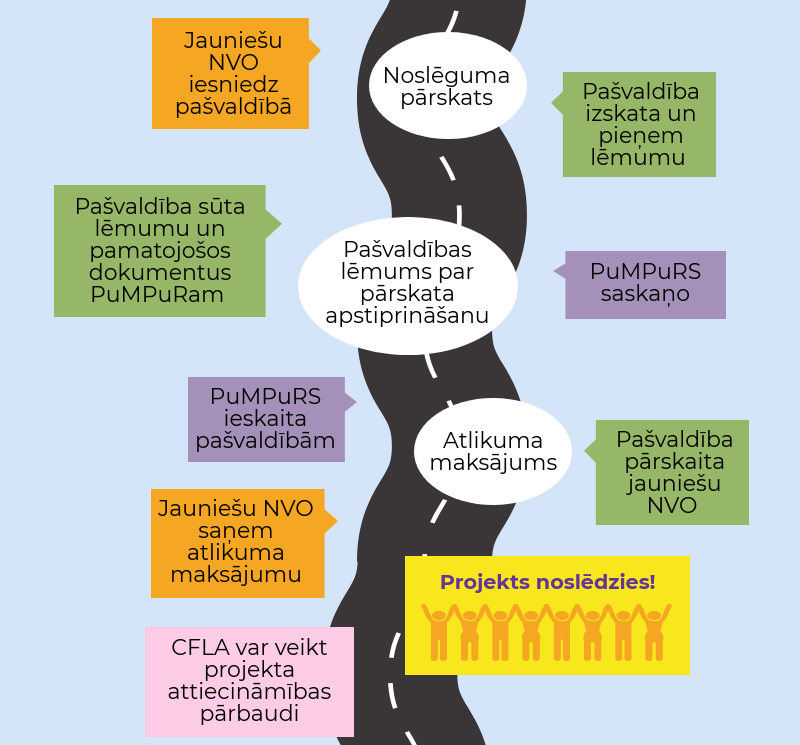 Jauniešu
NVO
iesniedz
pašvaldībā
Noslēguma
pārskats
Pašvaldība
izskata un
pieņem
lēmumu
Pašvaldība sūta
lēmumu un
pamatojošos
dokumentus
PuMPuRam
Pašvaldības
lēmums par
pārskata
apstiprināšanu
PuMPuRS
saskaņo
PuMPuRS
ieskaita
pašvaldībām
Atlikuma
maksājums
Pašvaldība
pārskaita
jauniešu
NVO
Jauniešu NVO
saņem
atlikuma
maksājumu
Projekts noslēdzies!
CFLA var veikt
projekta
attiecināmības
pārbaudi